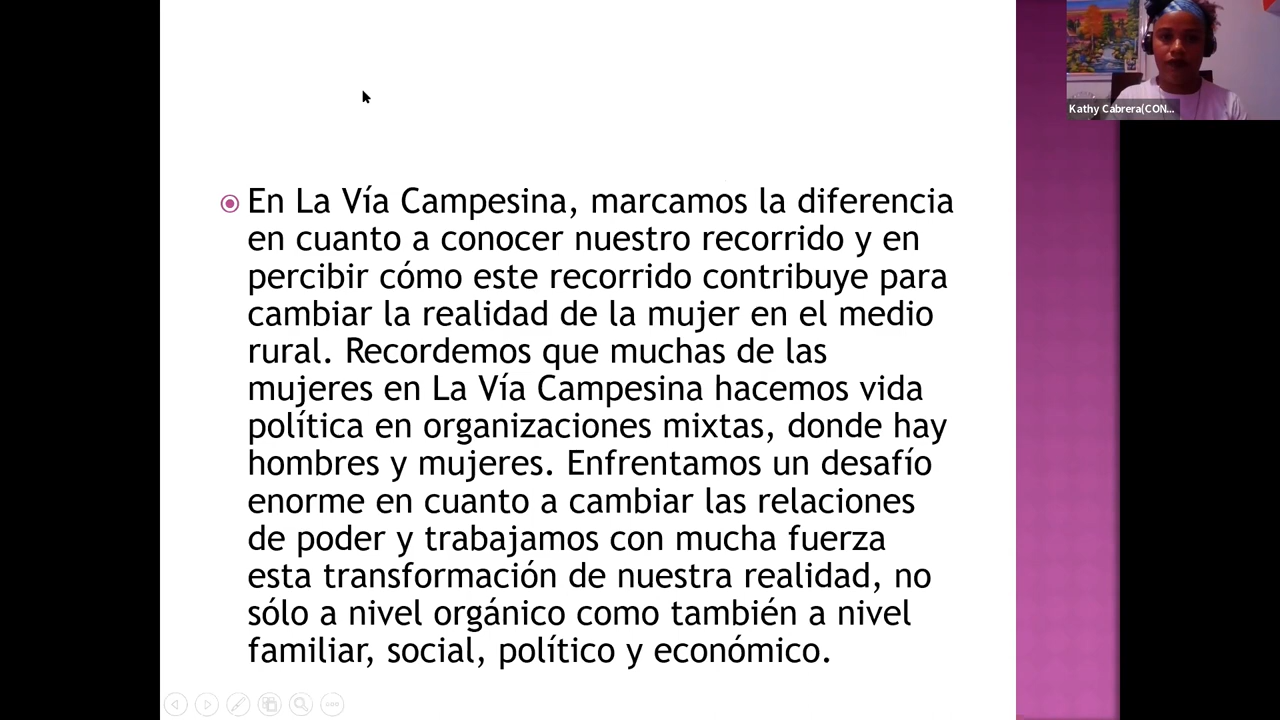 Kathy Cabrera(CON...
En La Vía Campesina, marcamos la diferencia
en cuanto a conocer nuestro recorrido y en
percibir cómo este recorrido contribuye para
cambiar la realidad de la mujer en el medio
rural. Recordemos que muchas de las
mujeres en La Vía Campesina hacemos vida
política en organizaciones mixtas, donde hay
hombres y mujeres. Enfrentamos un desafío
enorme en cuanto a cambiar las relaciones
de poder y trabajamos con mucha fuerza
esta transformación de nuestra realidad, no
sólo a nivel orgánico como también a nivel
familiar, social, político y económico.